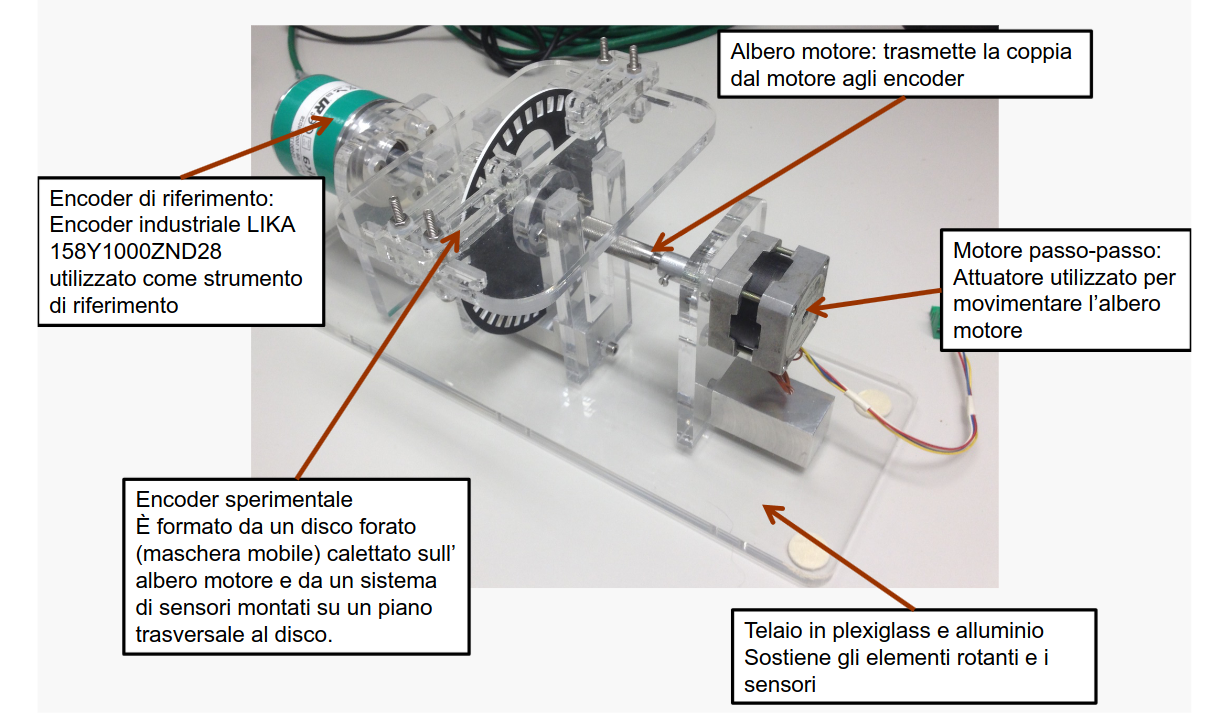 Albero motore: trasmette la coppia
dal motore agli encoder
Encoder di riferimento:
Encoder industriale LIKA
158Y1000ZND28
utilizzato come strumento
di riferimento
Motore passo-passo:
Attuatore utilizzato per
movimentare l’albero
motore
Encoder sperimentale
È formato da un disco forato
(maschera mobile) calettato sull’
albero motore e da un sistema
di sensori montati su un piano
trasversale al disco.
Telaio in plexiglass e alluminio
Sostiene gli elementi rotanti e i
sensori